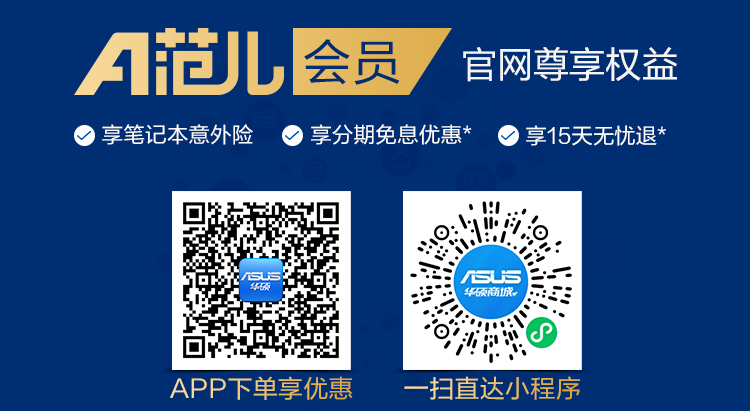 A范儿会员 官网尊享权益
享笔记本意外险 享分期免息优惠* 享15天无忧退*
ASUS
华硕
ASUS
华硕商城
APP下单享优惠 一扫直达小程序